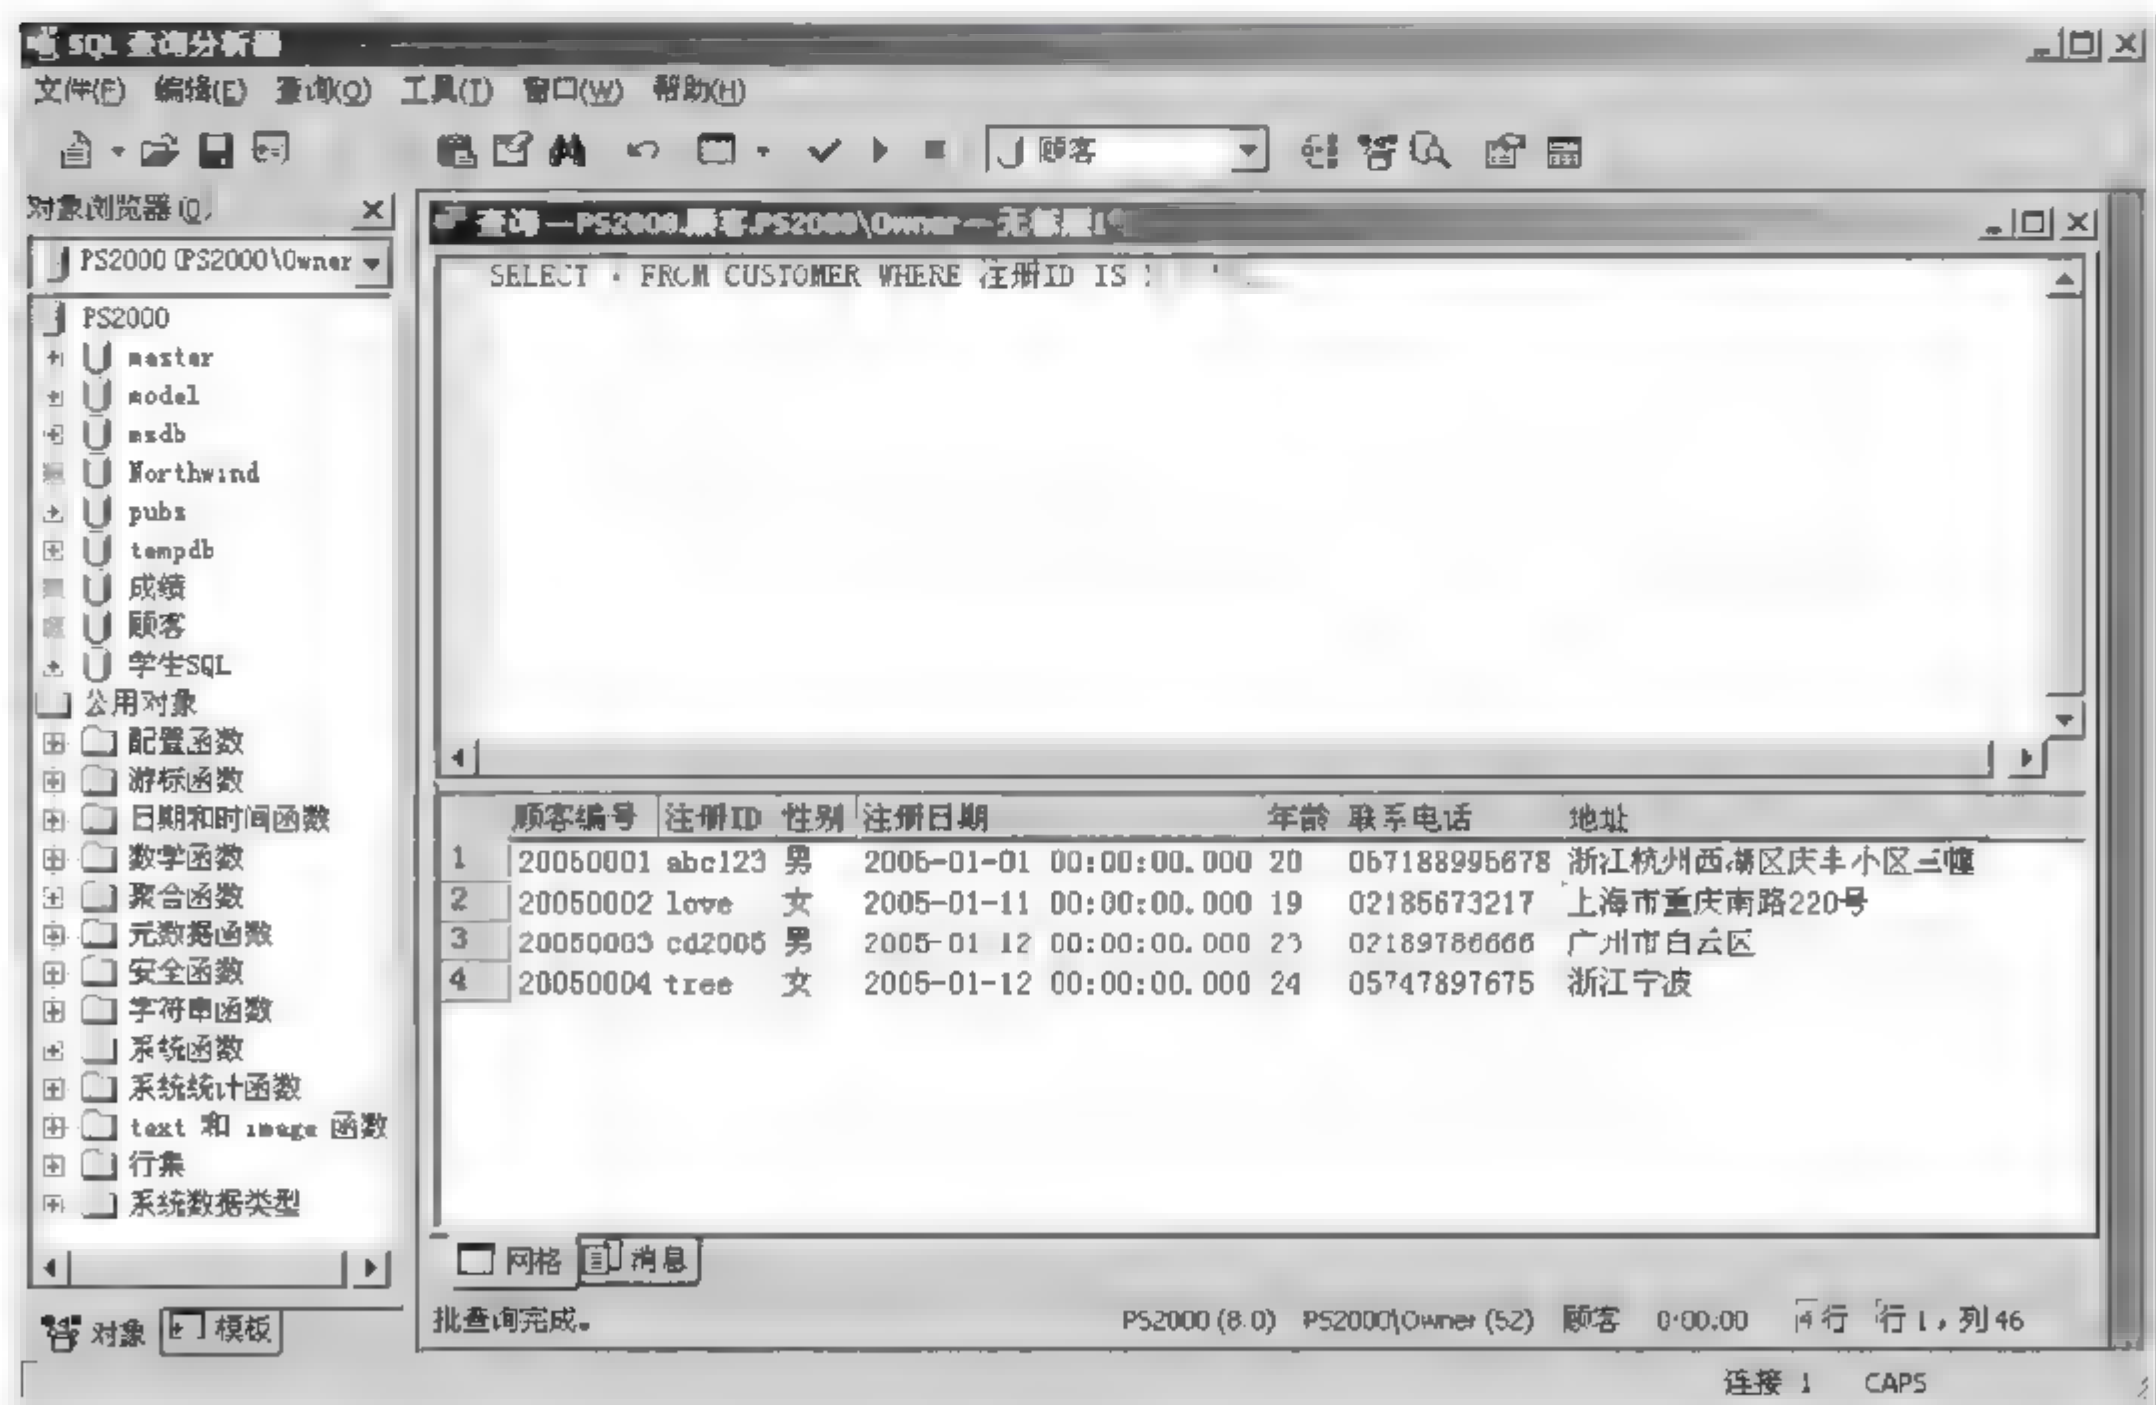 SQL 查询分析器
文件(F) 编辑(E) 查询(Q) 工具(T) 窗口(W) 帮助(H)
顾客
对象浏览器
PS2000 (PS2000\Owner
PS2000
master
model
msdb
Northwind
pubs
tempdb
成绩
顾客
学生SQL
公用对象
配置函数
游标函数
日期和时间函数
数学函数
聚合函数
元数据函数
安全函数
字符串函数
系统函数
系统统计函数
text 和 image 函数
行集
系统数据类型
对象 模板
查询—PS2000.顾客.PS2000\Owner—无标题1
SELECT * FROM CUSTOMER WHERE 注册ID IS
顾客编号 注册ID 性别 注册日期 年龄 联系电话 地址
1 20050001 abc123 男 2005-01-01 00:00:00.000 20 057188995678 浙江杭州西湖区庆丰小区三幢
2 20050002 love 女 2005-01-11 00:00:00.000 19 02185673217 上海市重庆南路220号
3 20050003 cd2005 男 2005-01-12 00:00:00.000 23 02189786666 广州市白云区
4 20050004 tree 女 2005-01-12 00:00:00.000 24 05747897675 浙江宁波
网格 消息
批查询完成。 PS2000 (8.0) PS2000\Owner (52) 顾客 0:00:00 4 行 行 1, 列 46
连接 1 CAPS